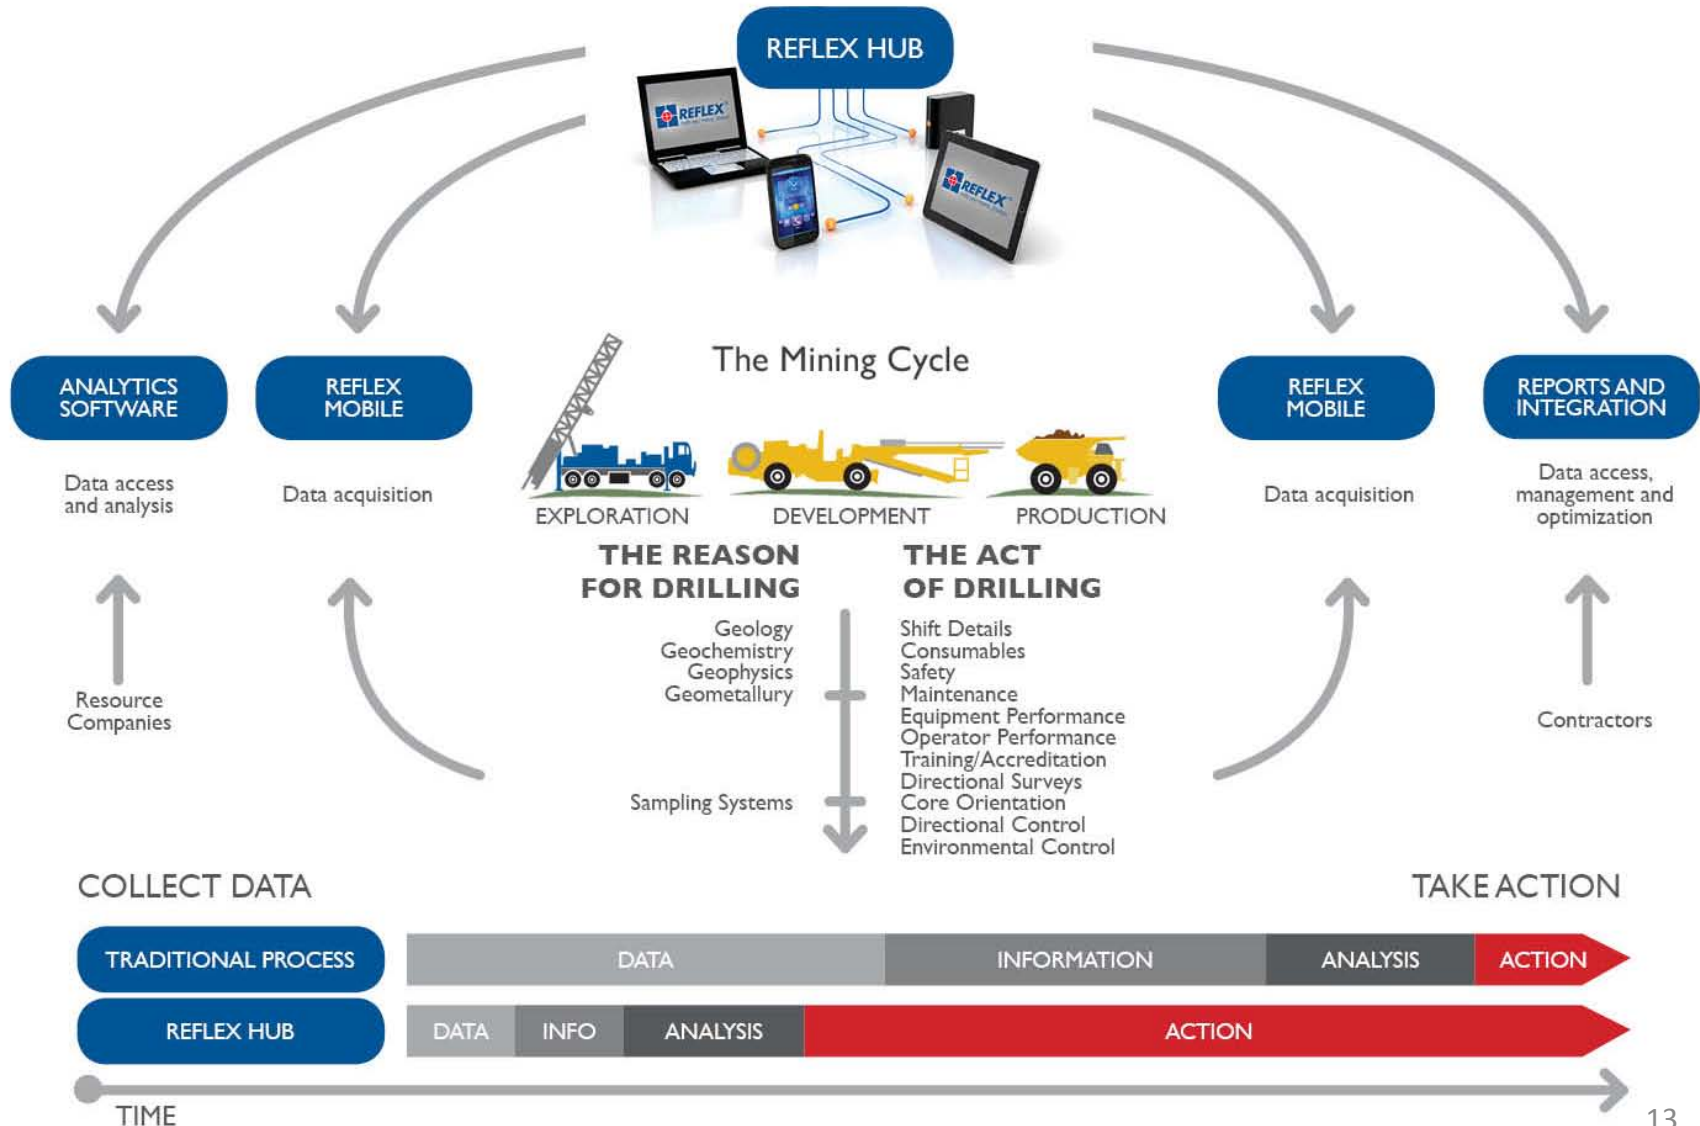 REFLEX HUB
REFLEX
REFLEX
ANALYTICS
SOFTWARE
Data access
and analysis
Resource
Companies
REFLEX
MOBILE
Data acquisition
The Mining Cycle
EXPLORATION
DEVELOPMENT
PRODUCTION
THE REASON
FOR DRILLING
Geology
Geochemistry
Geophysics
Geometallury
Sampling Systems
THE ACT
OF DRILLING
Shift Details
Consumables
Safety
Maintenance
Equipment Performance
Operator Performance
Training/Accreditation
Directional Surveys
Core Orientation
Directional Control
Environmental Control
REFLEX
MOBILE
Data acquisition
REPORTS AND
INTEGRATION
Data access,
management and
optimization
Contractors
COLLECT DATA
TAKE ACTION
TRADITIONAL PROCESS
DATA
INFORMATION
ANALYSIS
ACTION
REFLEX HUB
DATA
INFO
ANALYSIS
ACTION
TIME
13